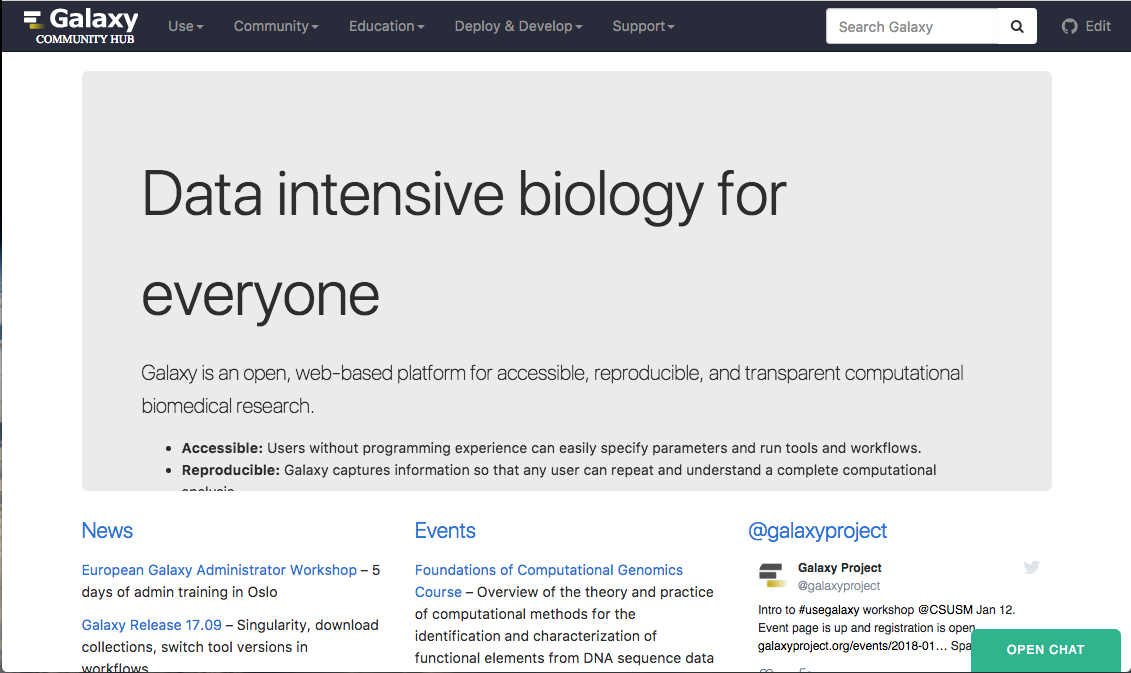 Galaxy
COMMUNITY HUB
Use
Community
Education
Deploy & Develop
Support
Search Galaxy
Edit
Data intensive biology for
everyone
Galaxy is an open, web-based platform for accessible, reproducible, and transparent computational
biomedical research.
• Accessible: Users without programming experience can easily specify parameters and run tools and workflows.
• Reproducible: Galaxy captures information so that any user can repeat and understand a complete computational
analysis.
News
European Galaxy Administrator Workshop – 5
days of admin training in Oslo
Galaxy Release 17.09 – Singularity, download
collections, switch tool versions in
workflows
Events
Foundations of Computational Genomics
Course – Overview of the theory and practice
of computational methods for the
identification and characterization of
functional elements from DNA sequence data
@galaxyproject
Galaxy Project
@galaxyproject
Intro to #usegalaxy workshop @CSUSM Jan 12.
Event page is up and registration is open
galaxyproject.org/events/2018-01…
OPEN CHAT